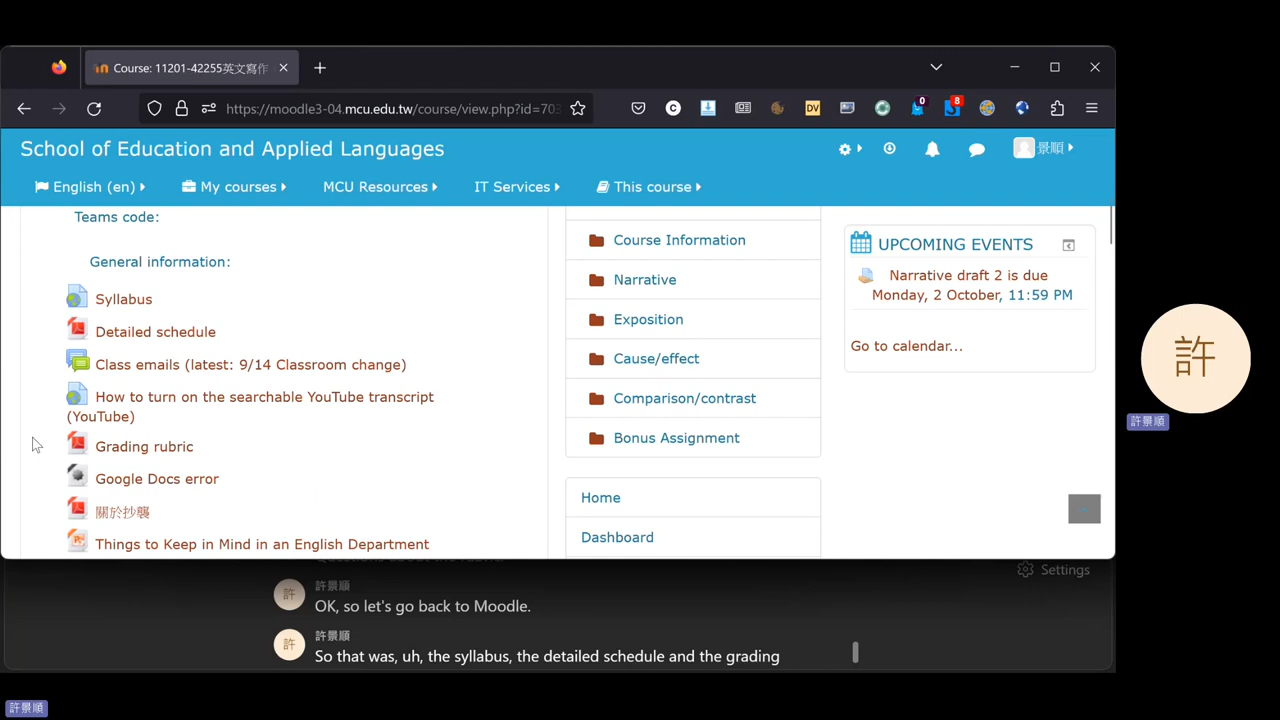 Course: 11201-42255英文寫作
https://moodle3-04.mcu.edu.tw/course/view.php?id=703
C
DV
0
8
School of Education and Applied Languages
景順
English (en)
My courses
MCU Resources
IT Services
This course
Teams code:
General information:
Syllabus
Detailed schedule
Class emails (latest: 9/14 Classroom change)
How to turn on the searchable YouTube transcript
(YouTube)
Grading rubric
Google Docs error
關於抄襲
Things to Keep in Mind in an English Department
Course Information
Narrative
Exposition
Cause/effect
Comparison/contrast
Bonus Assignment
Home
Dashboard
UPCOMING EVENTS
Narrative draft 2 is due
Monday, 2 October, 11:59 PM
Go to calendar...
許
許景順
Settings
許景順
許
OK, so let's go back to Moodle.
許景順
許
So that was, uh, the syllabus, the detailed schedule and the grading
許景順